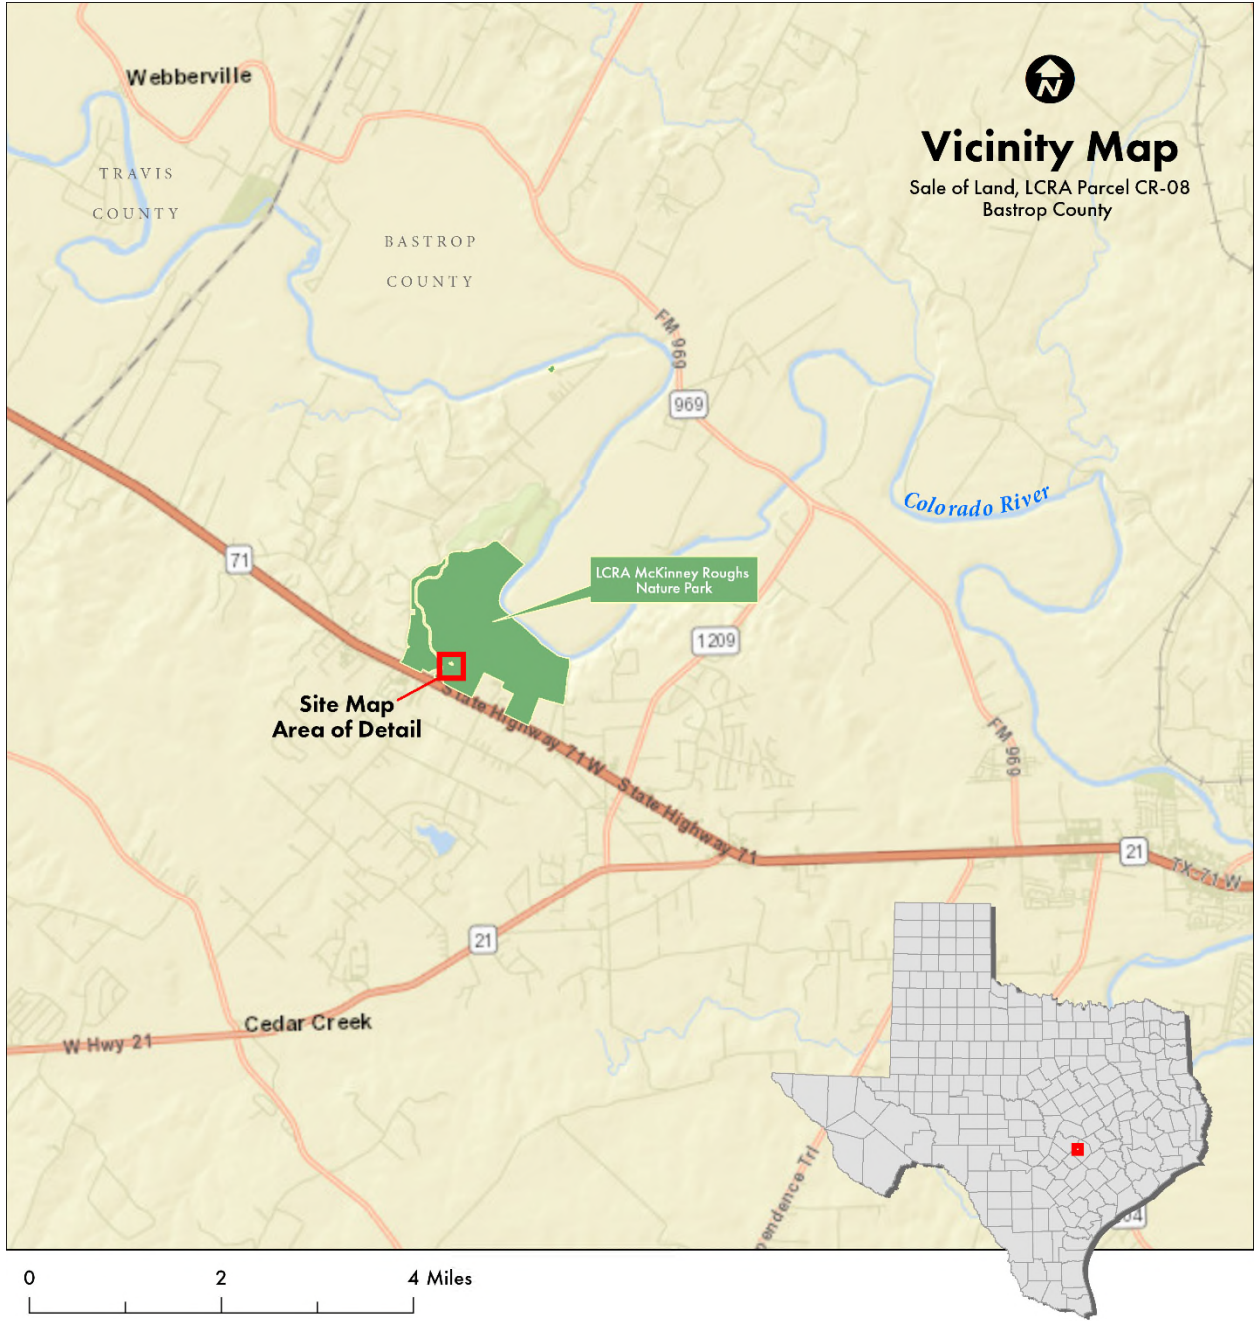 N
Vicinity Map
Sale of Land, LCRA Parcel CR-08
Bastrop County
Webberville
TRAVIS
COUNTY
BASTROP
COUNTY
FM 969
969
Colorado River
71
LCRA McKinney Roughs
Nature Park
1209
Site Map
Area of Detail
State Highway 71 W
State Highway 71
FM 969
21
TX-71 W
21
Cedar Creek
W Hwy 21
0 2 4 Miles